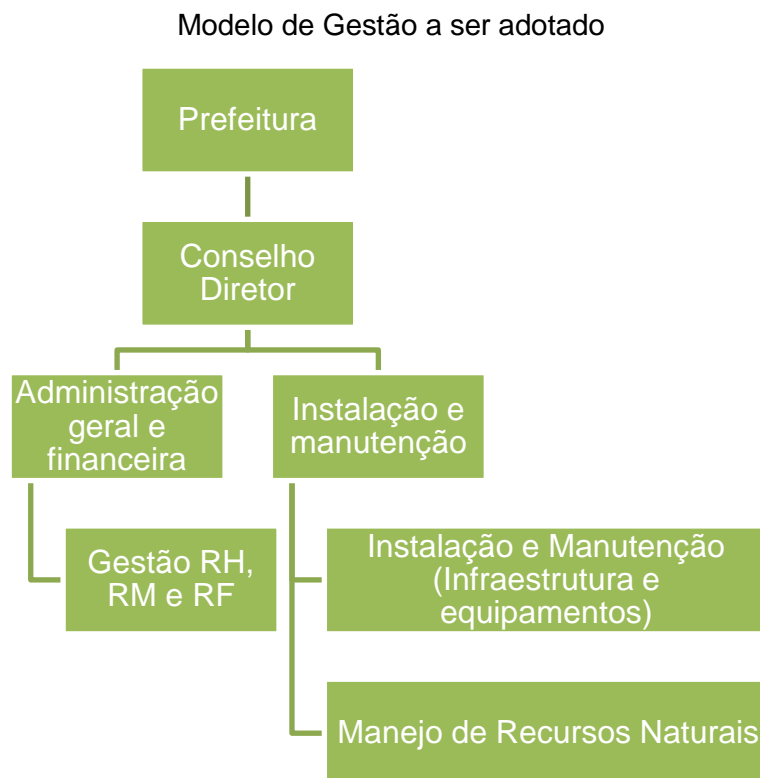 Modelo de Gestão a ser adotado
Prefeitura
Conselho
Diretor
Administração
geral e
financeira
Instalação e
manutenção
Gestão RH,
RM e RF
Instalação e Manutenção
(Infraestrutura e
equipamentos)
Manejo de Recursos Naturais